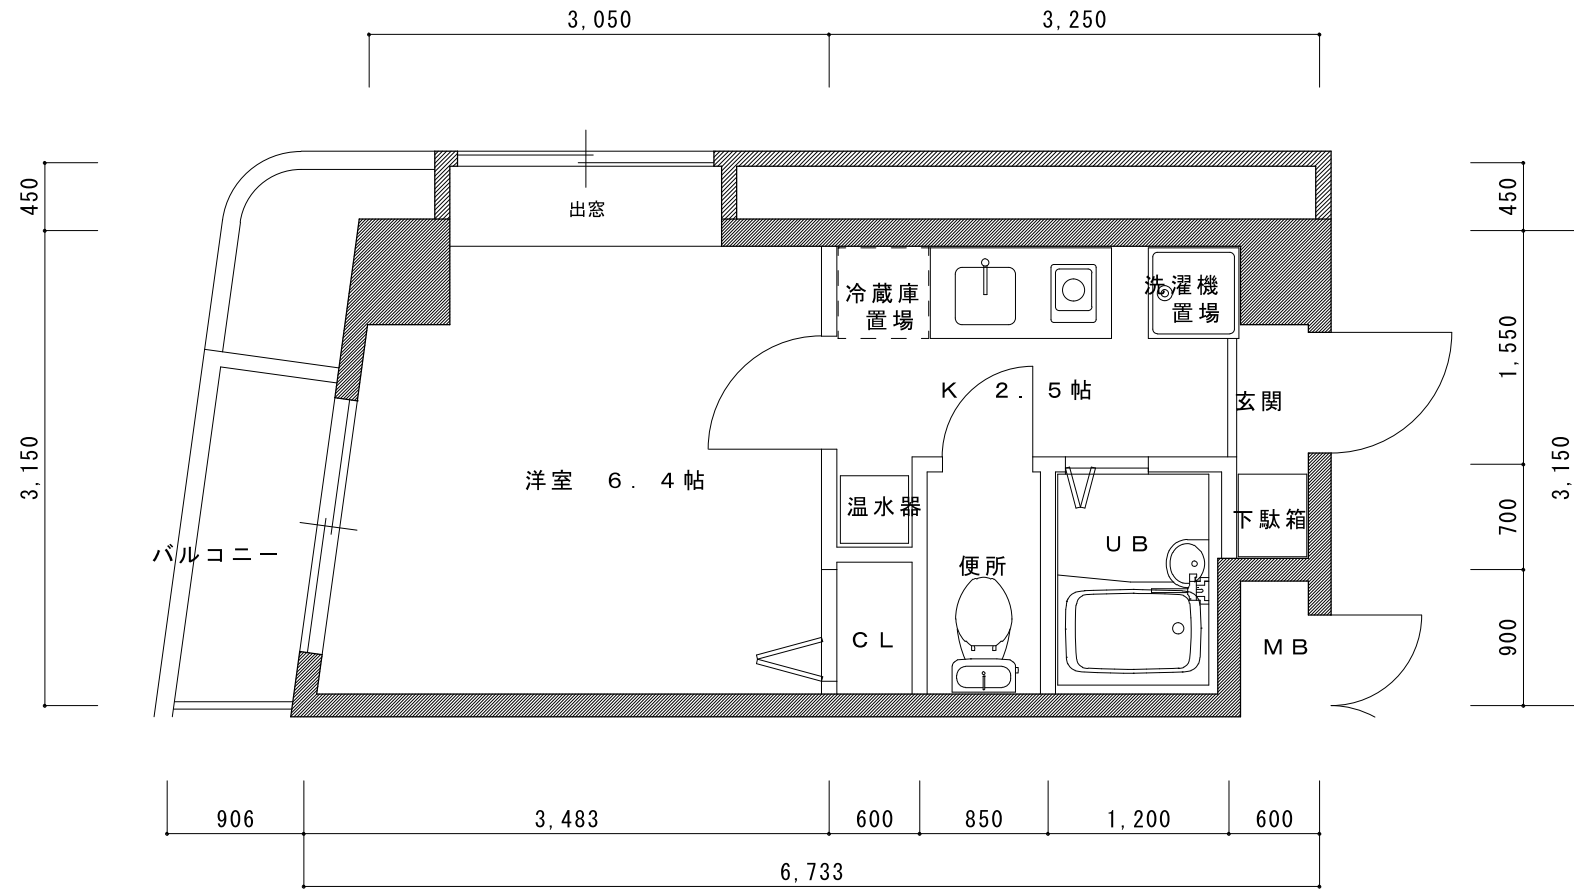 3,050
3,250
450
出窓
450
冷蔵庫
置場
洗濯機
置場
1,550
K 2.5帖
玄関
3,150
洋室 6.4帖
3,150
温水器
下駄箱
700
バルコニー
便所
UB
CL
MB
900
906
3,483
600
850
1,200
600
6,733